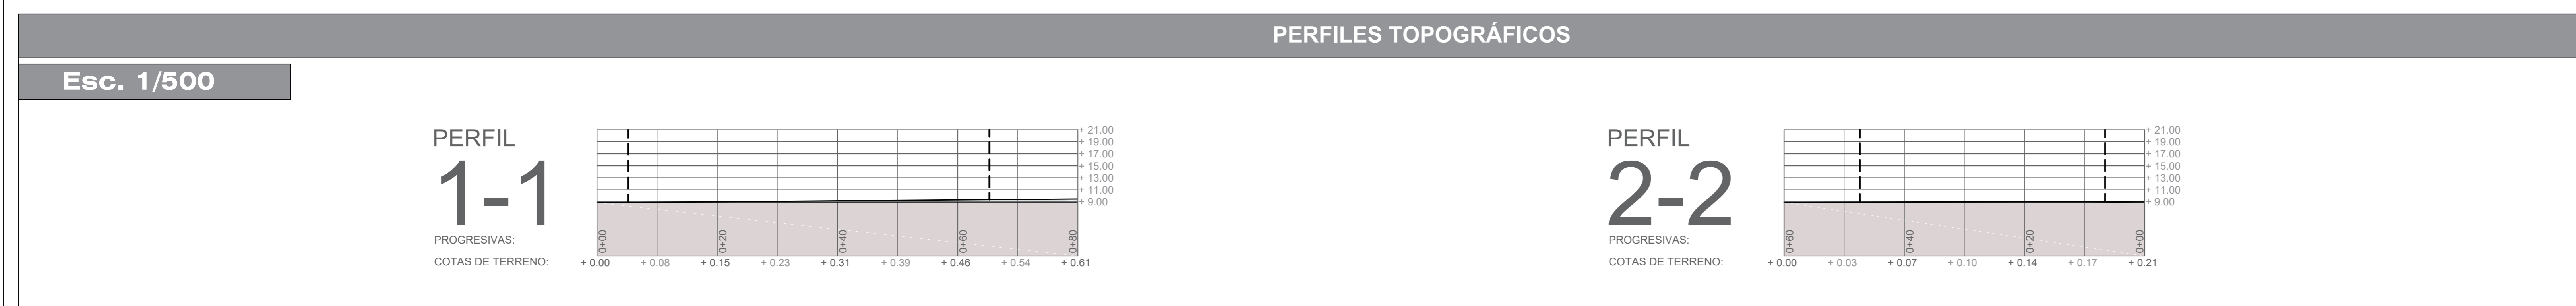 PERFILES TOPOGRÁFICOS
Esc. 1/500
PERFIL
1-1
+ 21.00
+ 19.00
+ 17.00
+ 15.00
+ 13.00
+ 11.00
+ 9.00
PROGRESIVAS:
0+00
0+20
0+40
0+60
0+80
COTAS DE TERRENO:
+ 0.00 + 0.08 + 0.15 + 0.23 + 0.31 + 0.39 + 0.46 + 0.54 + 0.61
PERFIL
2-2
+ 21.00
+ 19.00
+ 17.00
+ 15.00
+ 13.00
+ 11.00
+ 9.00
PROGRESIVAS:
0+60
0+40
0+20
0+00
COTAS DE TERRENO:
+ 0.00 + 0.03 + 0.07 + 0.10 + 0.14 + 0.17 + 0.21